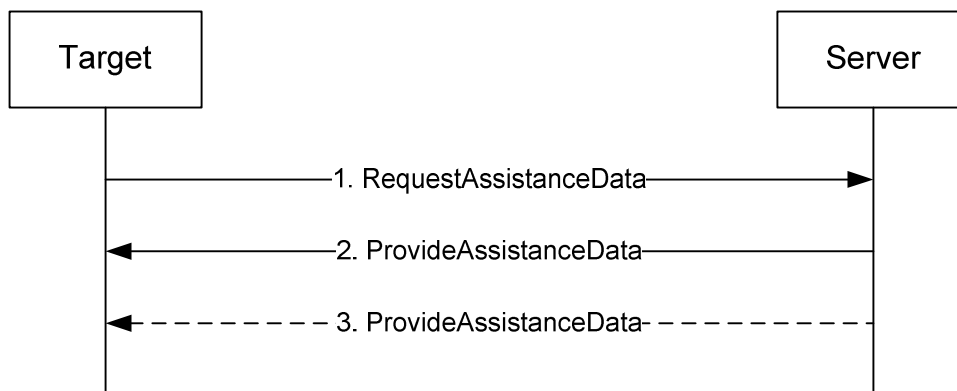 Target
Server
1. RequestAssistanceData
2. ProvideAssistanceData
3. ProvideAssistanceData